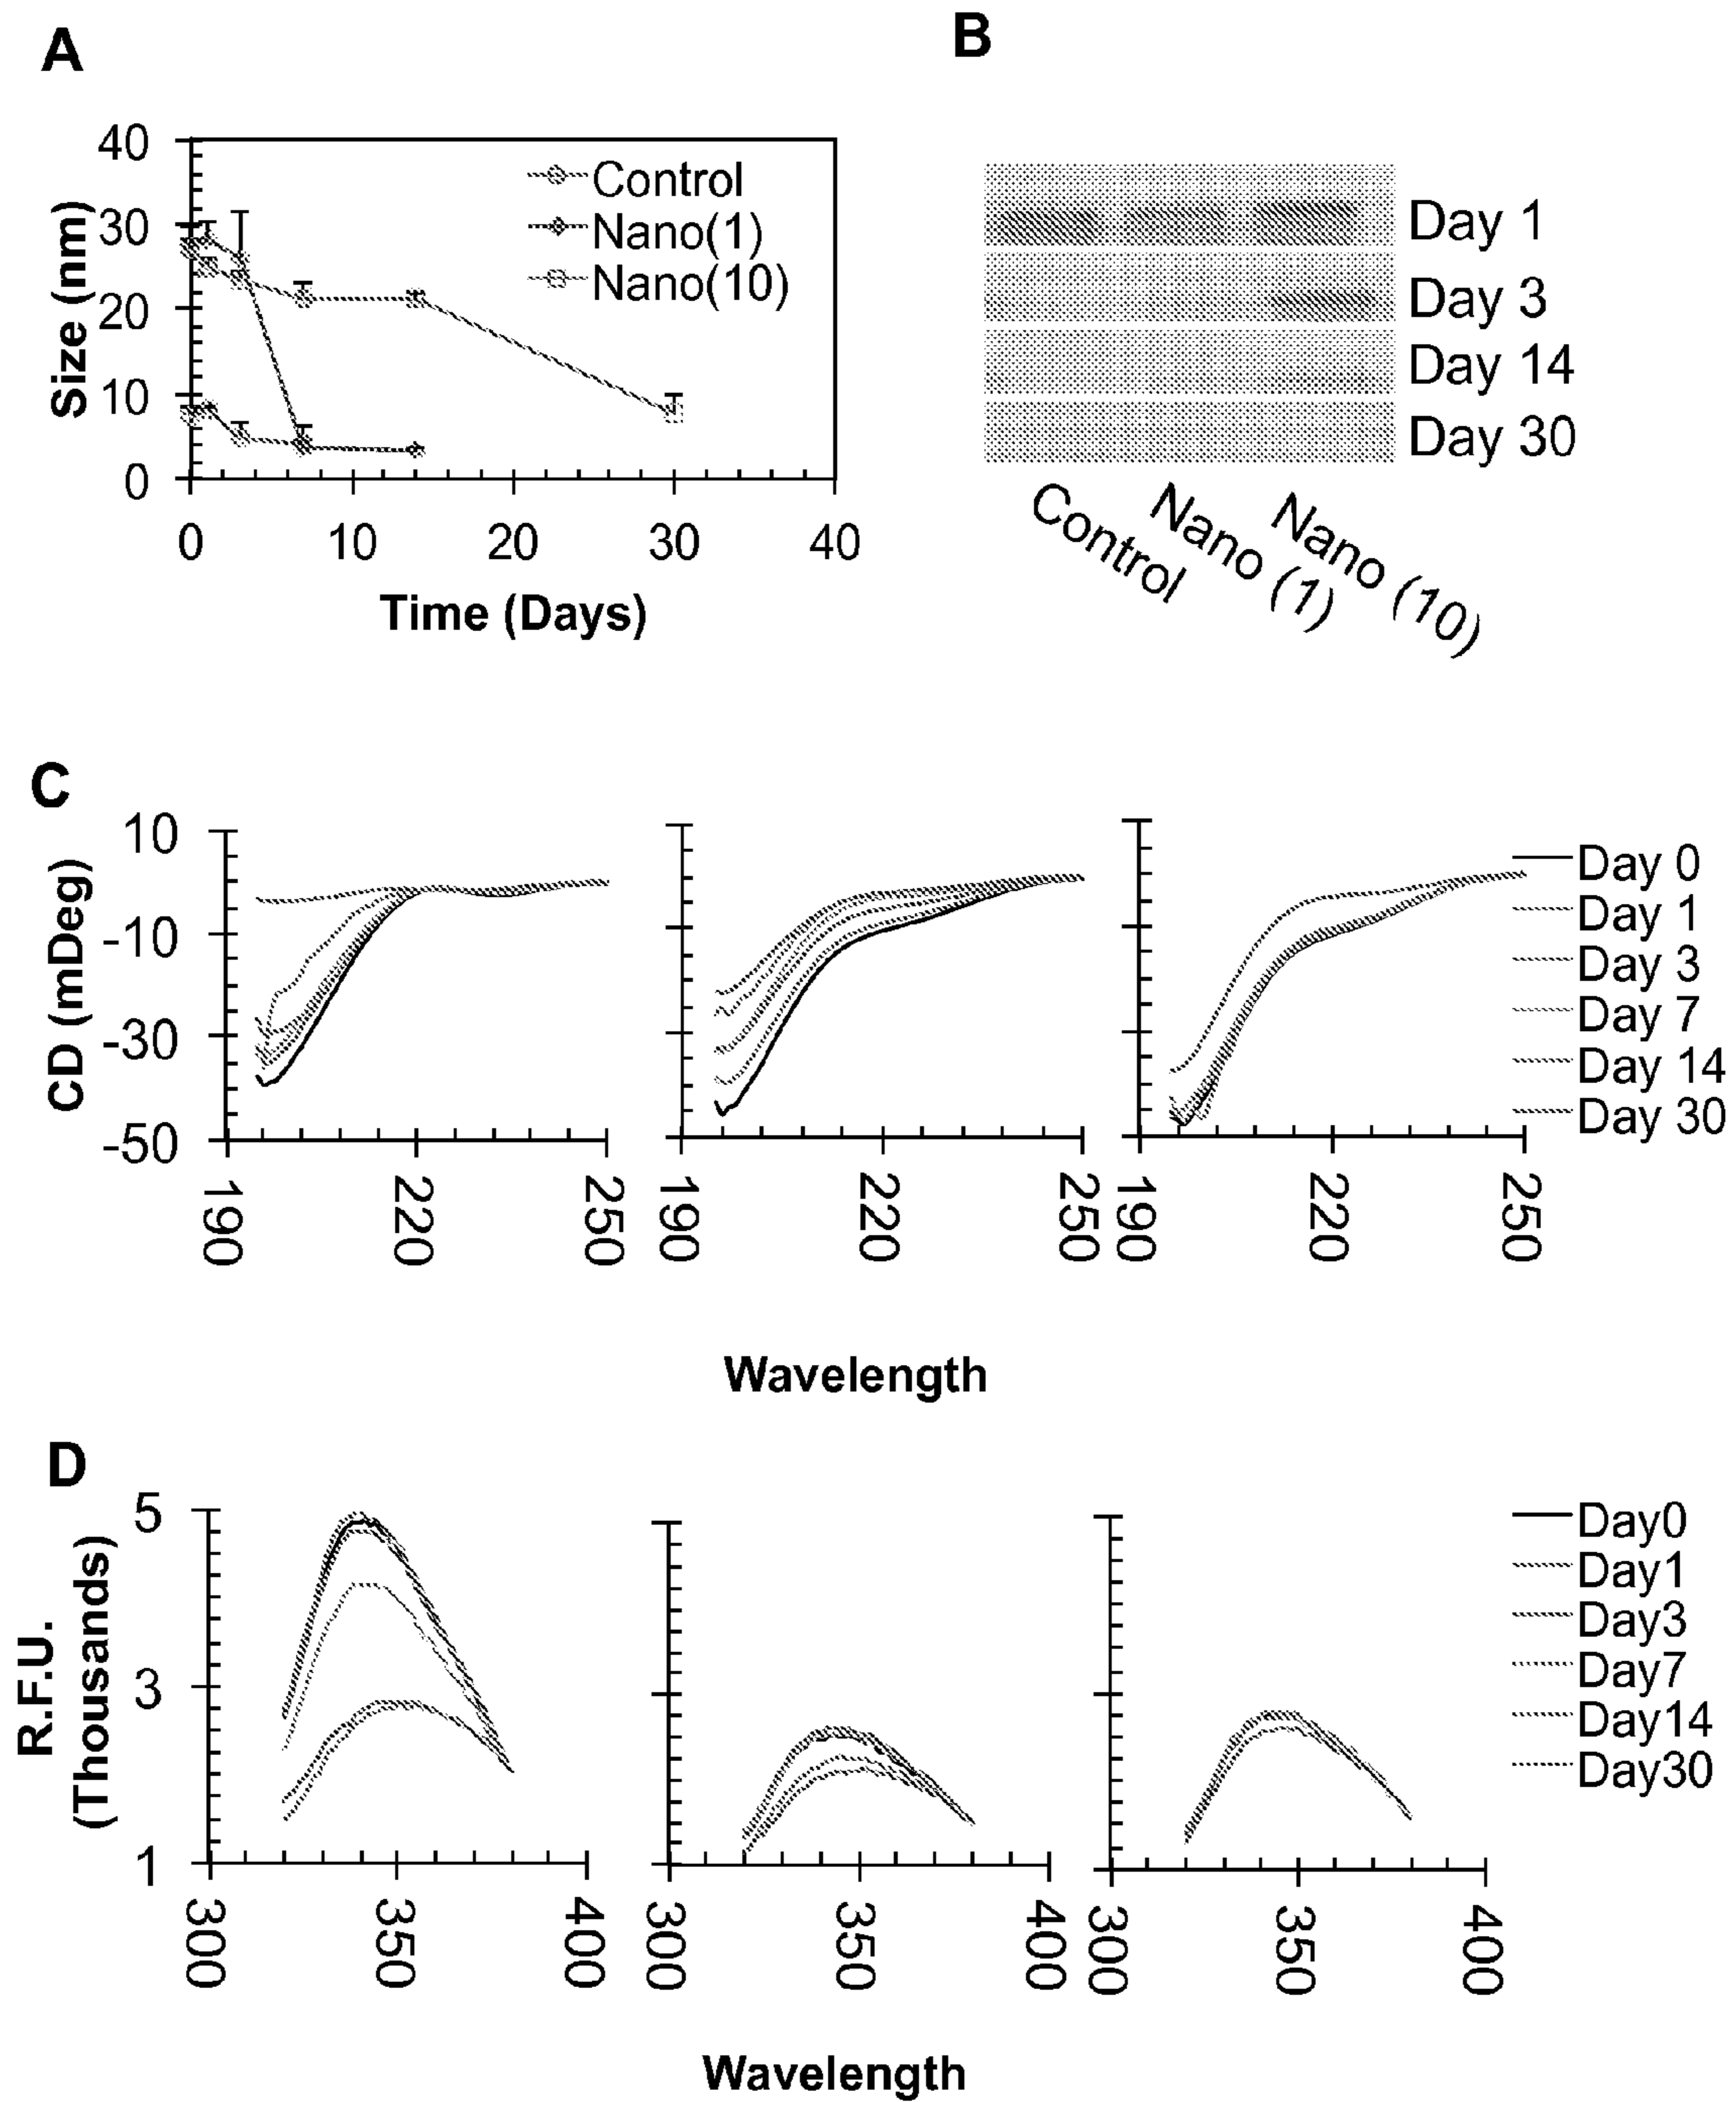 A
40
30
20
10
0
Size (nm)
Control
Nano(1)
Nano(10)
0 10 20 30 40
Time (Days)
B
Day 1
Day 3
Day 14
Day 30
Control
Nano (1)
Nano (10)
C
10
-10
-30
-50
CD (mDeg)
190 220 250 190 220 250 190 220 250
Day 0
Day 1
Day 3
Day 7
Day 14
Day 30
Wavelength
D
5
3
1
R.F.U.
(Thousands)
300 350 400 300 350 400 300 350 400
Day0
Day1
Day3
Day7
Day14
Day30
Wavelength